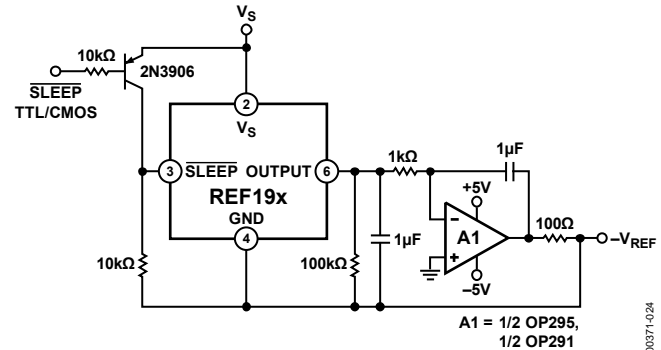 VS
10kΩ
2N3906
SLEEP
TTL/CMOS
2
VS
3
SLEEP OUTPUT
6
REF19x
GND
4
1kΩ
1µF
+5V
−
A1
+
−5V
100Ω
−VREF
10kΩ
100kΩ
1µF
A1 = 1/2 OP295,
1/2 OP291
00371-024